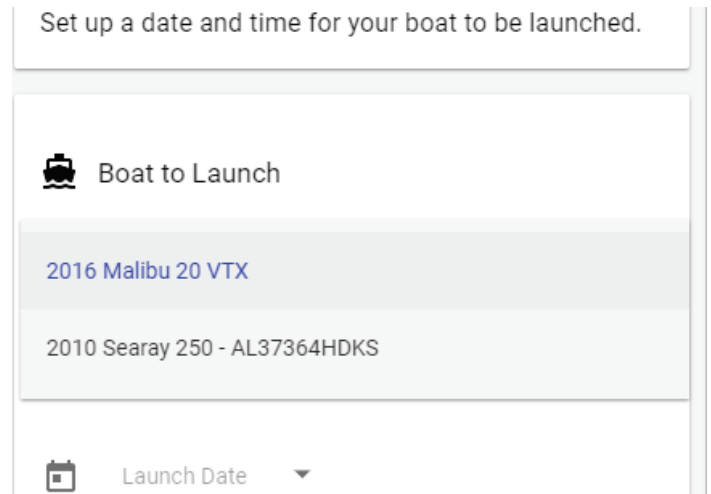 Set up a date and time for your boat to be launched.
Boat to Launch
2016 Malibu 20 VTX
2010 Searay 250 - AL37364HDKS
Launch Date